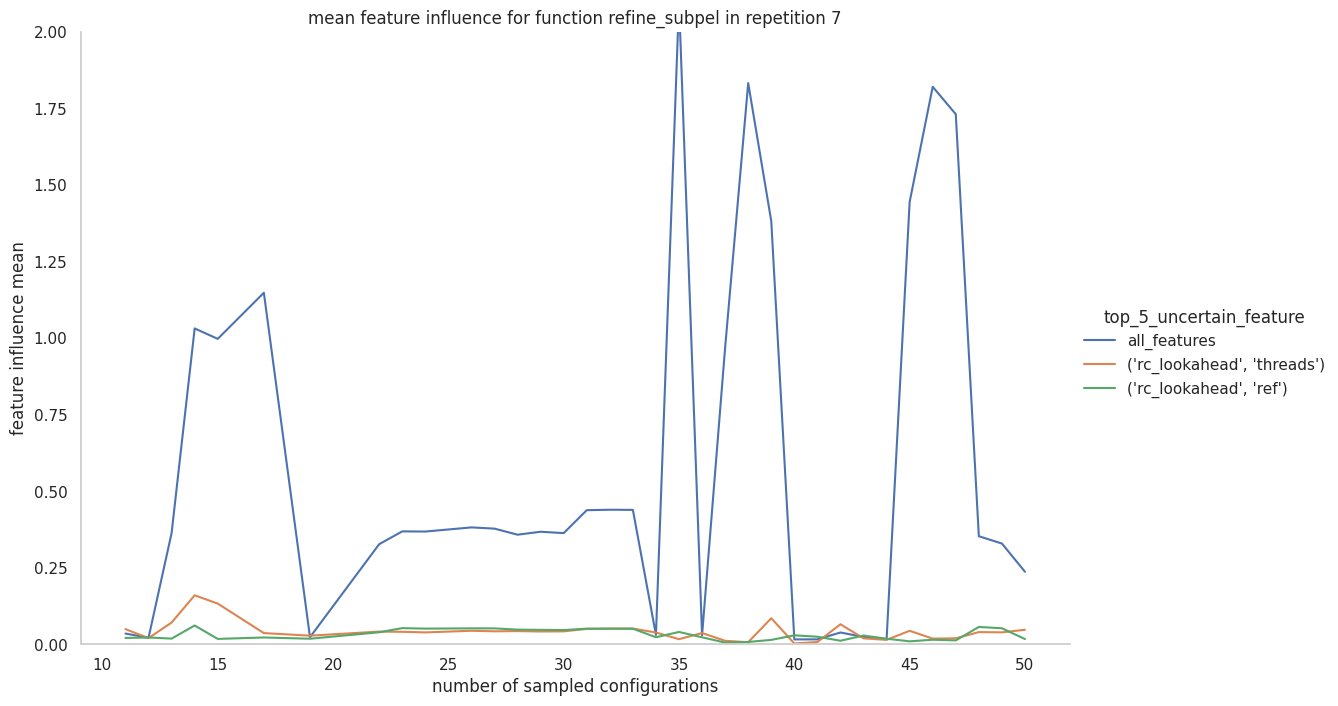 mean feature influence for function refine_subpel in repetition 7
2.00
1.75
1.50
1.25
1.00
0.75
0.50
0.25
0.00
feature influence mean
10 15 20 25 30 35 40 45 50
number of sampled configurations
top_5_uncertain_feature
all_features
('rc_lookahead', 'threads')
('rc_lookahead', 'ref')